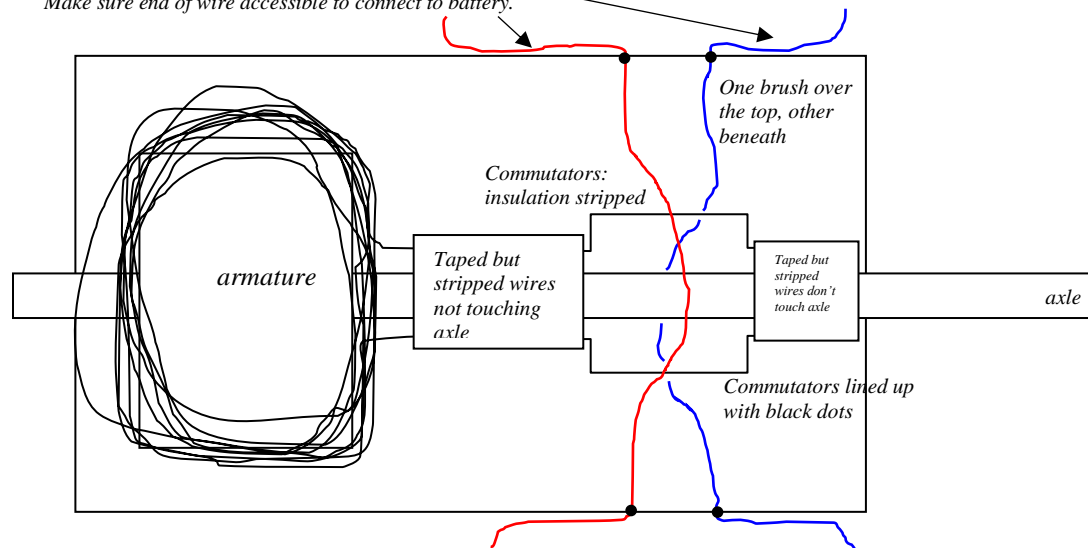 Make sure end of wire accessible to connect to battery.
One brush over
the top, other
beneath
Commutators:
insulation stripped
armature
Taped but
stripped wires
not touching
axle
Taped but
stripped
wires don't
touch axle
axle
Commutators lined up
with black dots